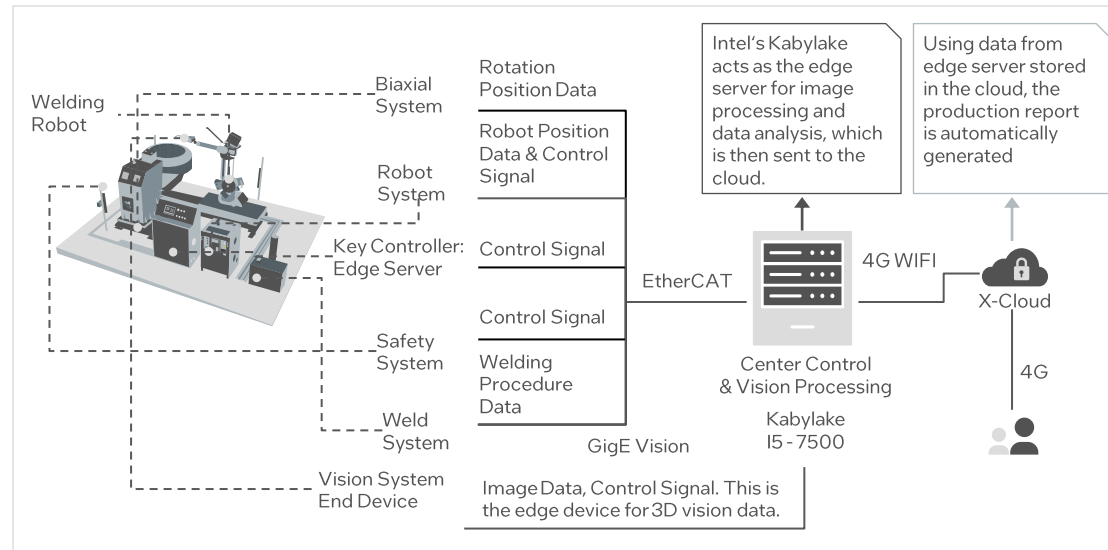 Welding
Robot
Biaxial
System
Robot
System
Key Controller:
Edge Server
Safety
System
Weld
System
Vision System
End Device
Rotation
Position Data
Robot Position
Data & Control
Signal
Control Signal
Control Signal
Welding
Procedure
Data
GigE Vision
Image Data, Control Signal. This is
the edge device for 3D vision data.
EtherCAT
Intel's Kabylake
acts as the edge
server for image
processing and
data analysis, which
is then sent to the
cloud.
Center Control
& Vision Processing
Kabylake
I5-7500
4G WIFI
Using data from
edge server stored
in the cloud, the
production report
is automatically
generated
X-Cloud
4G